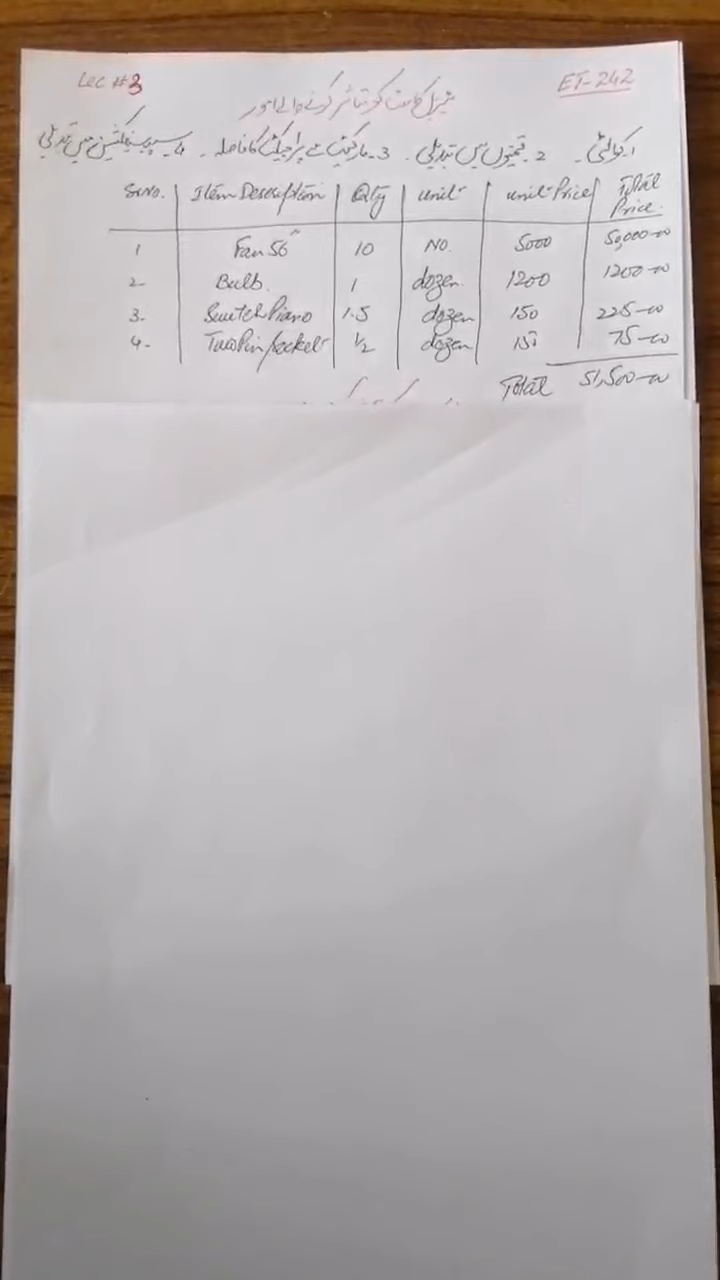 Lec #3
ET-242
مٹیریل کاسٹ کو متاثر کرنے والے امور
1۔ کوالٹی۔ 2۔ قیمتوں میں تبدیلی۔ 3۔ مارکیٹ سے پراجیکٹ کا فاصلہ۔ 4۔ سپیسیفیکیشن میں تبدیلی
Sr.No. Item Description Qty unit unit Price Total Price
1 Fan 56" 10 No. 5000 50,000-00
2- Bulb. 1 dozen 1200 1200-00
3- Switch Piano 1.5 dozen 150 225-00
4- Two Pin Socket 1/2 dozen 150 75-00
Total 51,500-00